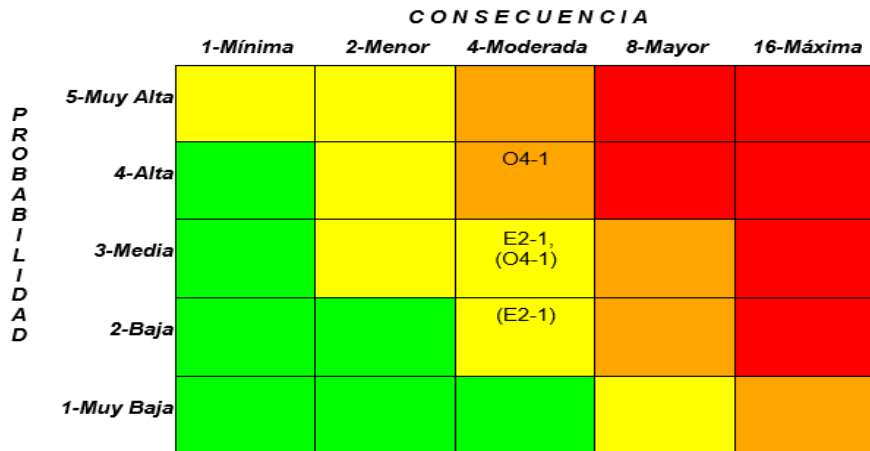 C O N S E C U E N C I A
1-Mínima 2-Menor 4-Moderada 8-Mayor 16-Máxima
P R O B A B I L I D A D
5-Muy Alta
4-Alta O4-1
3-Media E2-1,
(O4-1)
2-Baja (E2-1)
1-Muy Baja